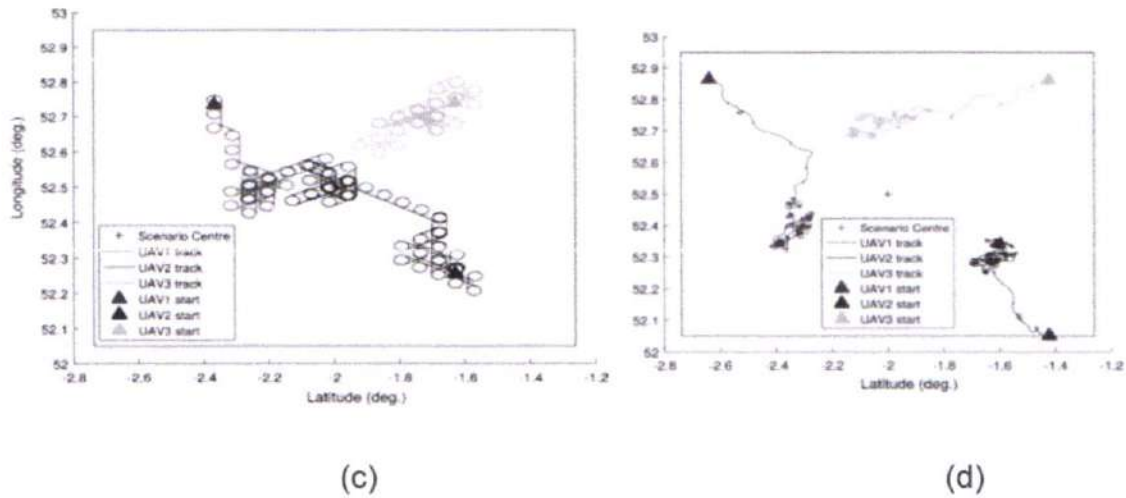 53
52.9
52.8
52.7
52.6
52.5
52.4
52.3
52.2
52.1
52
Longitude (deg.)
Scenario Centre
UAV1 track
UAV2 track
UAV3 track
UAV1 start
UAV2 start
UAV3 start
-2.8 -2.6 -2.4 -2.2 -2 -1.8 -1.6 -1.4 -1.2
Latitude (deg.)
(c)
53
52.9
52.8
52.7
52.6
52.5
52.4
52.3
52.2
52.1
52
Scenario Centre
UAV1 track
UAV2 track
UAV3 track
UAV1 start
UAV2 start
UAV3 start
-2.8 -2.6 -2.4 -2.2 -2 -1.8 -1.6 -1.4 -1.2
Latitude (deg.)
(d)